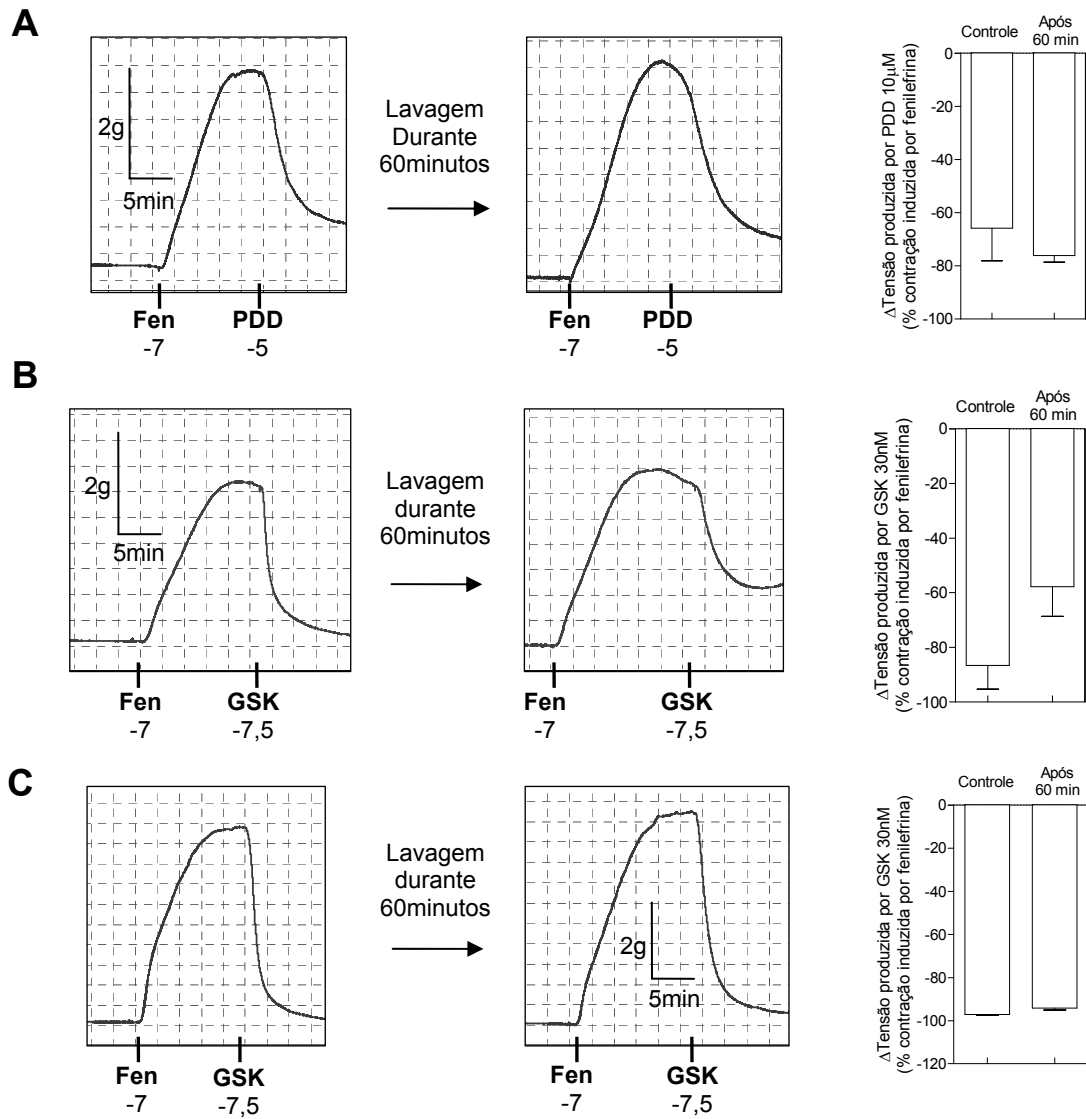 A
2g
5min
Fen
-7
PDD
-5
Lavagem
Durante
60minutos
Fen
-7
PDD
-5
Controle
Após
60 min
0
-20
-40
-60
-80
-100
ΔTensão produzida por PDD 10μM
(% contração induzida por fenilefrina)
B
2g
5min
Fen
-7
GSK
-7,5
Lavagem
durante
60minutos
Fen
-7
GSK
-7,5
Controle
Após
60 min
0
-20
-40
-60
-80
-100
ΔTensão produzida por GSK 30nM
(% contração induzida por fenilefrina)
C
Fen
-7
GSK
-7,5
Lavagem
durante
60minutos
2g
5min
Fen
-7
GSK
-7,5
Controle
Após
60 min
0
-20
-40
-60
-80
-100
-120
ΔTensão produzida por GSK 30nM
(% contração induzida por fenilefrina)